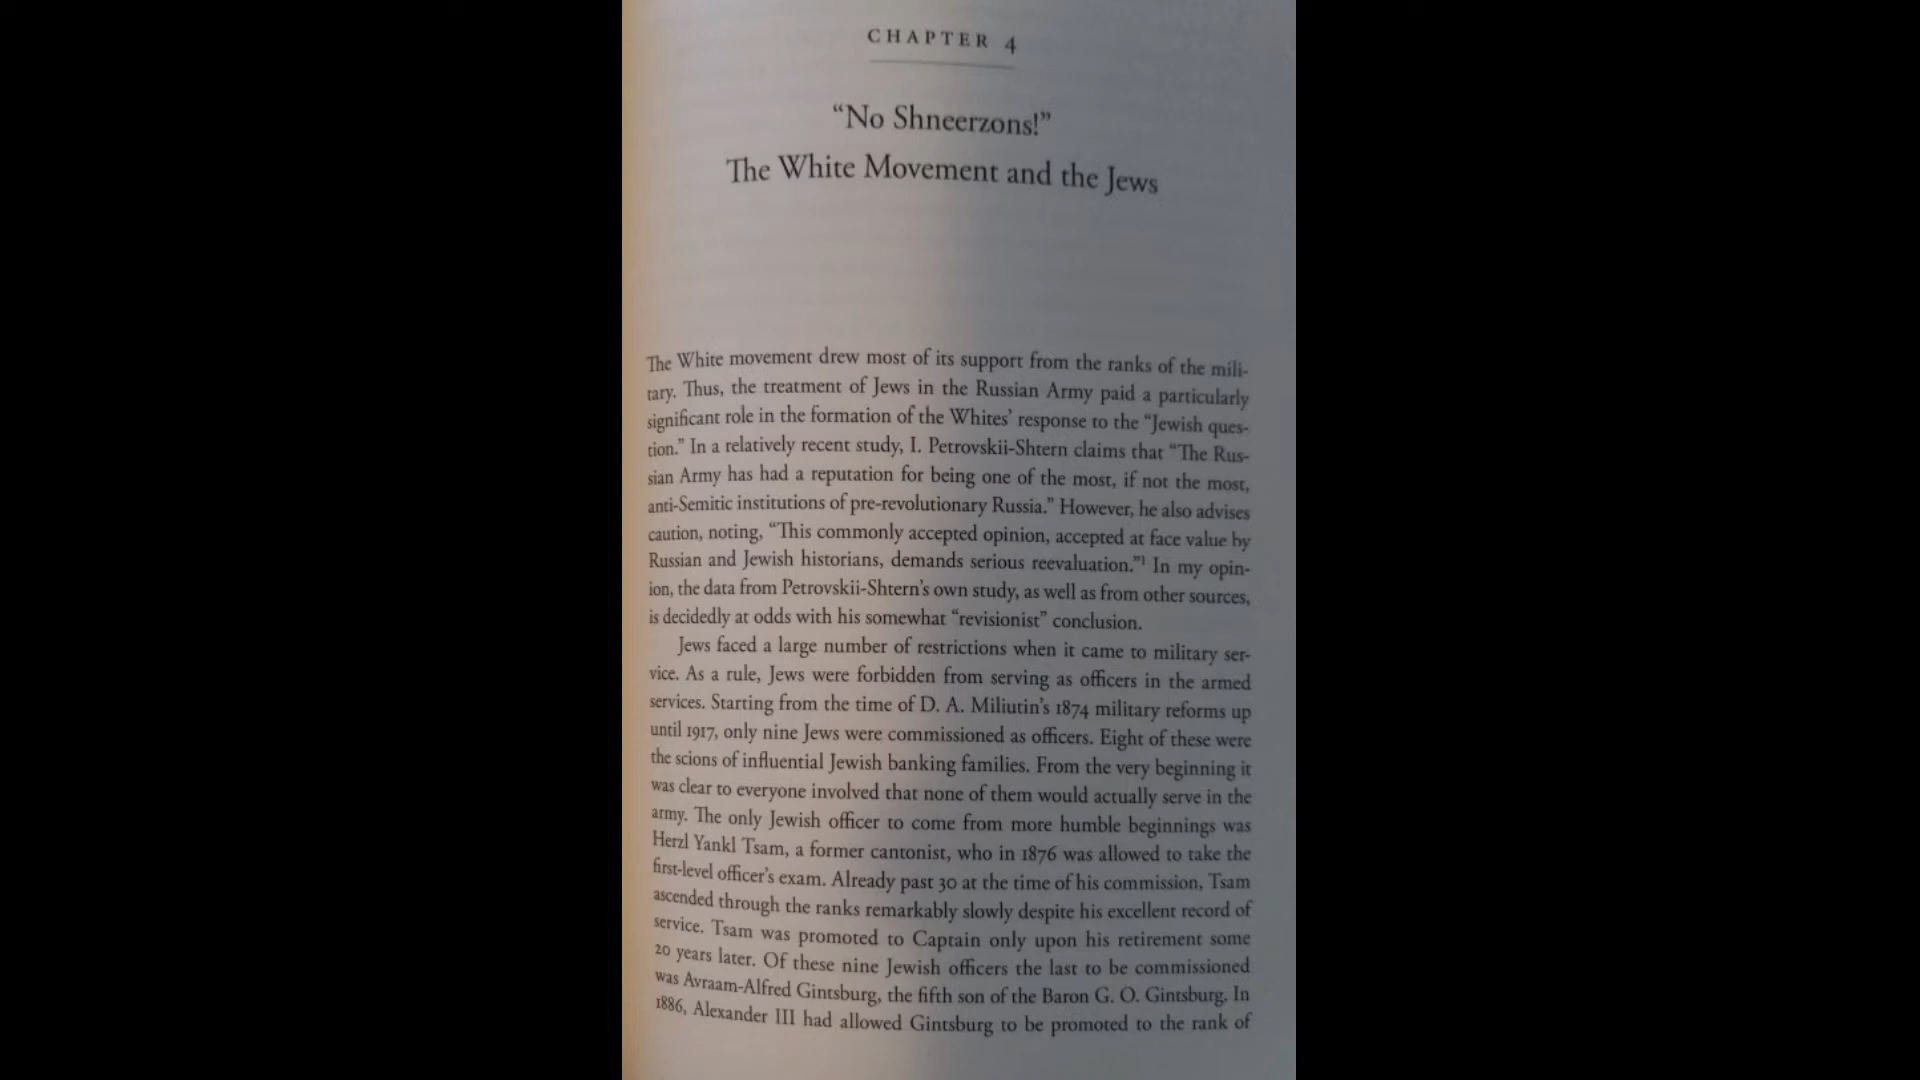 CHAPTER 4
“No Shneerzons!”
The White Movement and the Jews
The White movement drew most of its support from the ranks of the mili-
tary. Thus, the treatment of Jews in the Russian Army paid a particularly
significant role in the formation of the Whites’ response to the “Jewish ques-
tion.” In a relatively recent study, I. Petrovskii-Shtern claims that “The Rus-
sian Army has had a reputation for being one of the most, if not the most,
anti-Semitic institutions of pre-revolutionary Russia.” However, he also advises
caution, noting, “This commonly accepted opinion, accepted at face value by
Russian and Jewish historians, demands serious reevaluation.”¹ In my opin-
ion, the data from Petrovskii-Shtern’s own study, as well as from other sources,
is decidedly at odds with his somewhat “revisionist” conclusion.
Jews faced a large number of restrictions when it came to military ser-
vice. As a rule, Jews were forbidden from serving as officers in the armed
services. Starting from the time of D. A. Miliutin’s 1874 military reforms up
until 1917, only nine Jews were commissioned as officers. Eight of these were
the scions of influential Jewish banking families. From the very beginning it
was clear to everyone involved that none of them would actually serve in the
army. The only Jewish officer to come from more humble beginnings was
Herzl Yankl Tsam, a former cantonist, who in 1876 was allowed to take the
first-level officer’s exam. Already past 30 at the time of his commission, Tsam
ascended through the ranks remarkably slowly despite his excellent record of
service. Tsam was promoted to Captain only upon his retirement some
20 years later. Of these nine Jewish officers the last to be commissioned
was Avraam-Alfred Gintsburg, the fifth son of the Baron G. O. Gintsburg. In
1886, Alexander III had allowed Gintsburg to be promoted to the rank of